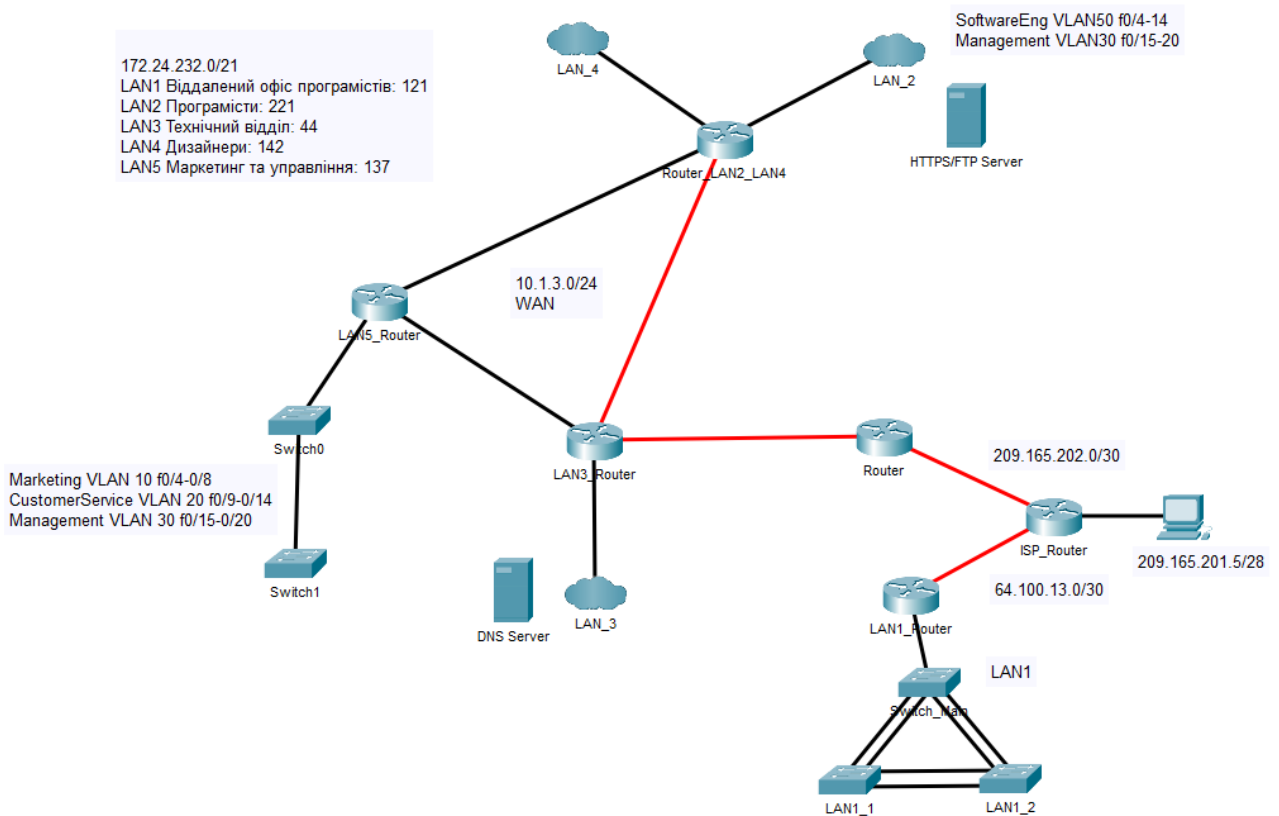 172.24.232.0/21
LAN1 Віддалений офіс програмістів: 121
LAN2 Програмісти: 221
LAN3 Технічний відділ: 44
LAN4 Дизайнери: 142
LAN5 Маркетинг та управління: 137
LAN_4
SoftwareEng VLAN50 f0/4-14
Management VLAN30 f0/15-20
LAN_2
HTTPS/FTP Server
Router_LAN2_LAN4
10.1.3.0/24
WAN
LAN5_Router
Switch0
Marketing VLAN 10 f0/4-0/8
CustomerService VLAN 20 f0/9-0/14
Management VLAN 30 f0/15-0/20
Switch1
LAN3_Router
Router
209.165.202.0/30
ISP_Router
209.165.201.5/28
64.100.13.0/30
DNS Server
LAN_3
LAN1_Router
LAN1
Switch_Main
LAN1_1
LAN1_2